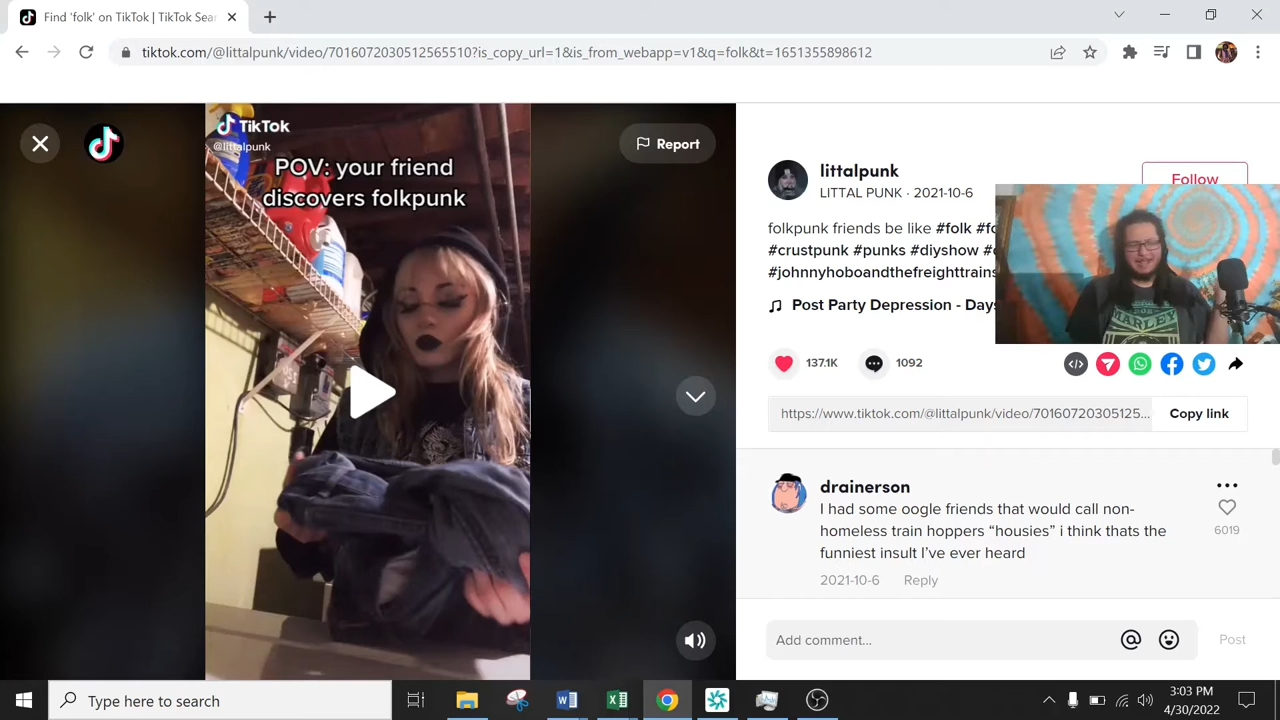 Find 'folk' on TikTok | TikTok Sear
tiktok.com/@littalpunk/video/7016072030512565510?is_copy_url=1&is_from_webapp=v1&q=folk&t=1651355898612
TikTok
@littalpunk
POV: your friend
discovers folkpunk
Report
littalpunk
LITTAL PUNK · 2021-10-6
Follow
folkpunk friends be like #folk #fo
#crustpunk #punks #diyshow
#johnnyhoboandthefreighttrains
Post Party Depression - Days
MARLEY
137.1K
1092
https://www.tiktok.com/@littalpunk/video/70160720305125...
Copy link
drainerson
I had some oogle friends that would call non-
homeless train hoppers “housies” i think thats the
funniest insult I’ve ever heard
6019
2021-10-6
Reply
Add comment...
Post
Type here to search
3:03 PM
4/30/2022